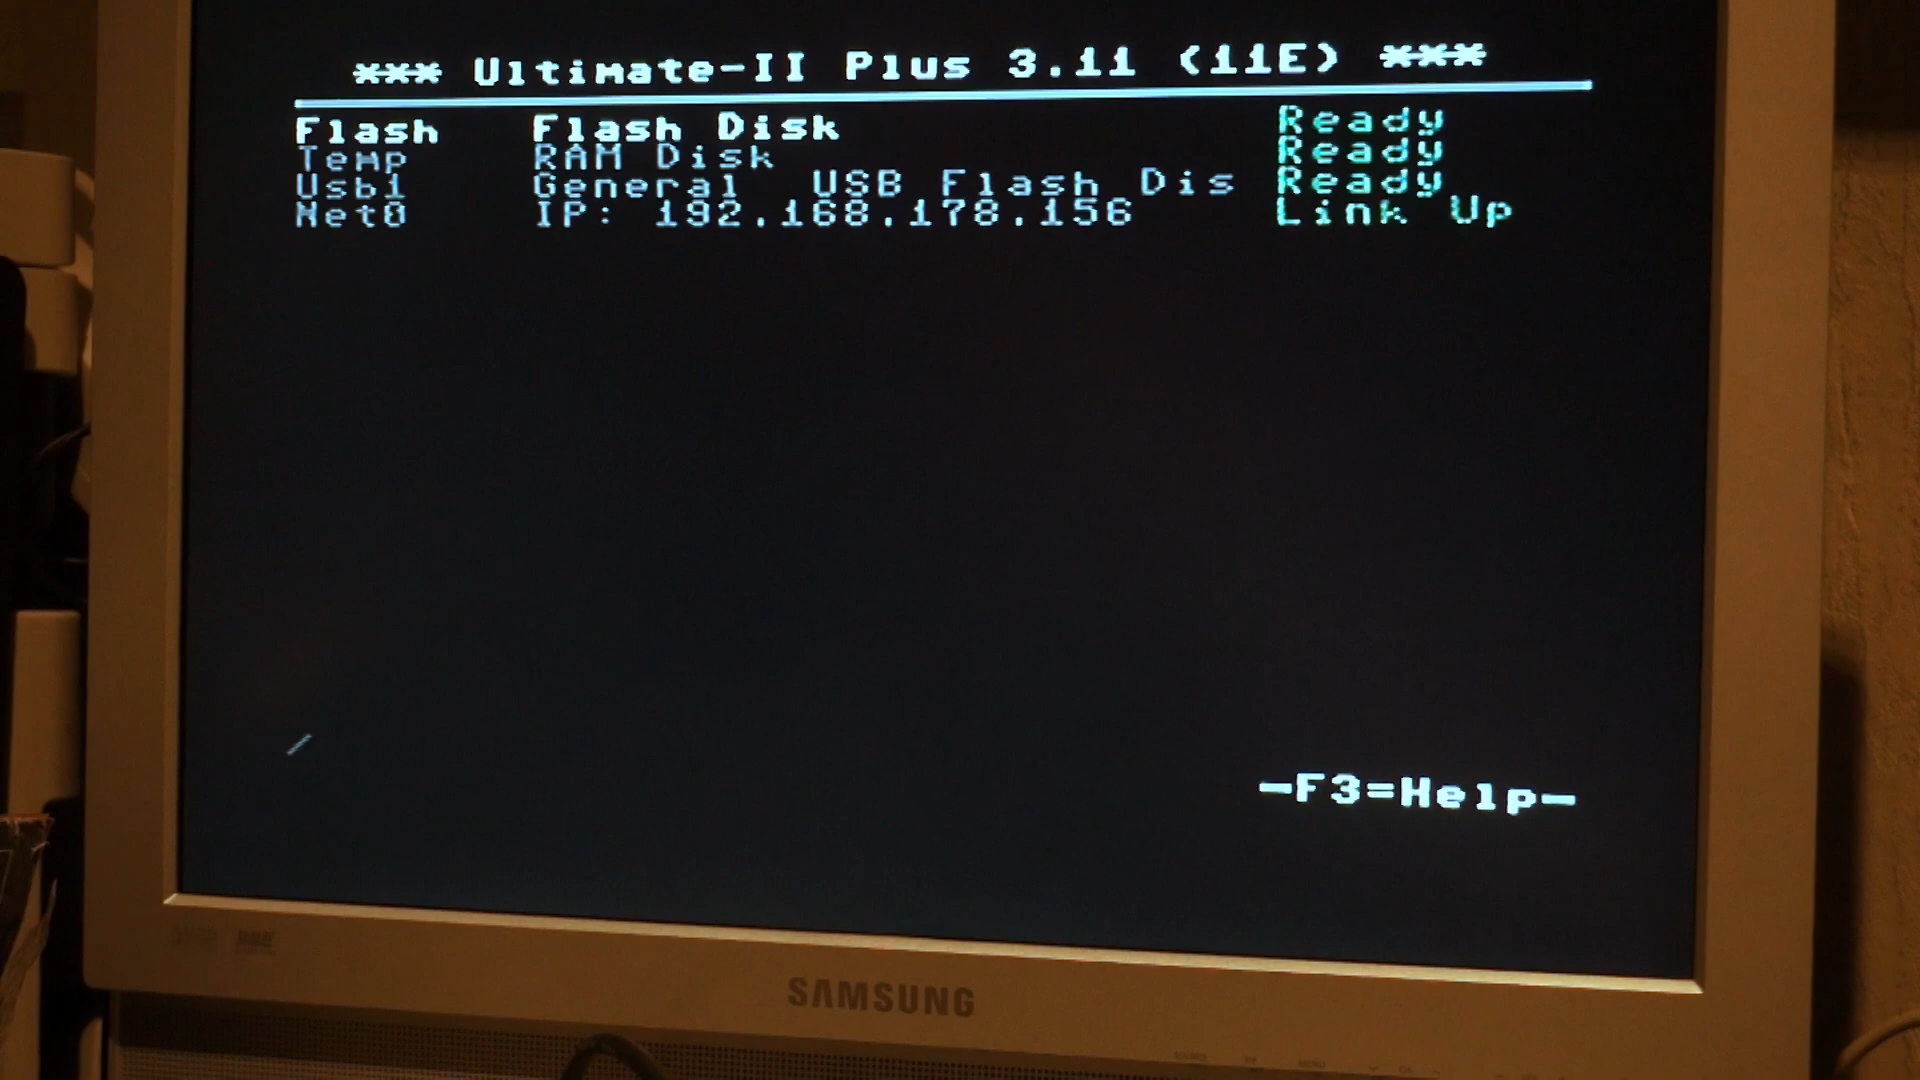 *** Ultimate-II Plus 3.11 (11E) ***
Flash Flash Disk Ready
Temp RAM Disk Ready
Usb1 General USB Flash Dis Ready
Net0 IP: 192.168.178.156 Link Up
/
-F3=Help-
SAMSUNG